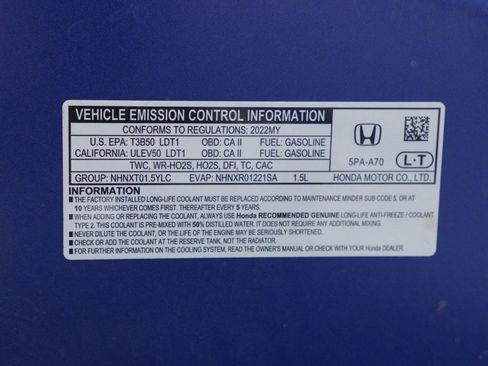 VEHICLE EMISSION CONTROL INFORMATION
CONFORMS TO REGULATIONS: 2022MY
U.S. EPA: T3B50 LDT1 OBD: CA II FUEL: GASOLINE
CALIFORNIA: ULEV50 LDT1 OBD: CA II FUEL: GASOLINE
TWC, WR-HO2S, HO2S, DFI, TC, CAC
5PA-A70 L·T
GROUP: NHNXT01.5YLC EVAP: NHNXR01221SA 1.5L HONDA MOTOR CO., LTD.
INFORMATION
■ THE FACTORY INSTALLED LONG-LIFE COOLANT MUST BE REPLACED ACCORDING TO MAINTENANCE MINDER SUB CODE 5, OR AT
10 YEARS WHICHEVER COMES FIRST. THEREAFTER EVERY 5 YEARS.
■ WHEN ADDING OR REPLACING THE COOLANT, ALWAYS USE Honda RECOMMENDED GENUINE LONG-LIFE ANTI-FREEZE / COOLANT
TYPE 2. THIS COOLANT IS PRE-MIXED WITH 50% DISTILLED WATER. IT DOES NOT REQUIRE ADDITIONAL MIXING.
■ NEVER DILUTE THE COOLANT, OR THE LIFE OF THE ENGINE MAY BE SERIOUSLY SHORTENED.
■ CHECK OR ADD COOLANT AT THE RESERVE TANK, NOT THE RADIATOR.
■ FOR FURTHER INFORMATION ON THE COOLING SYSTEM, READ THE OWNER'S MANUAL OR CHECK WITH YOUR Honda DEALER.